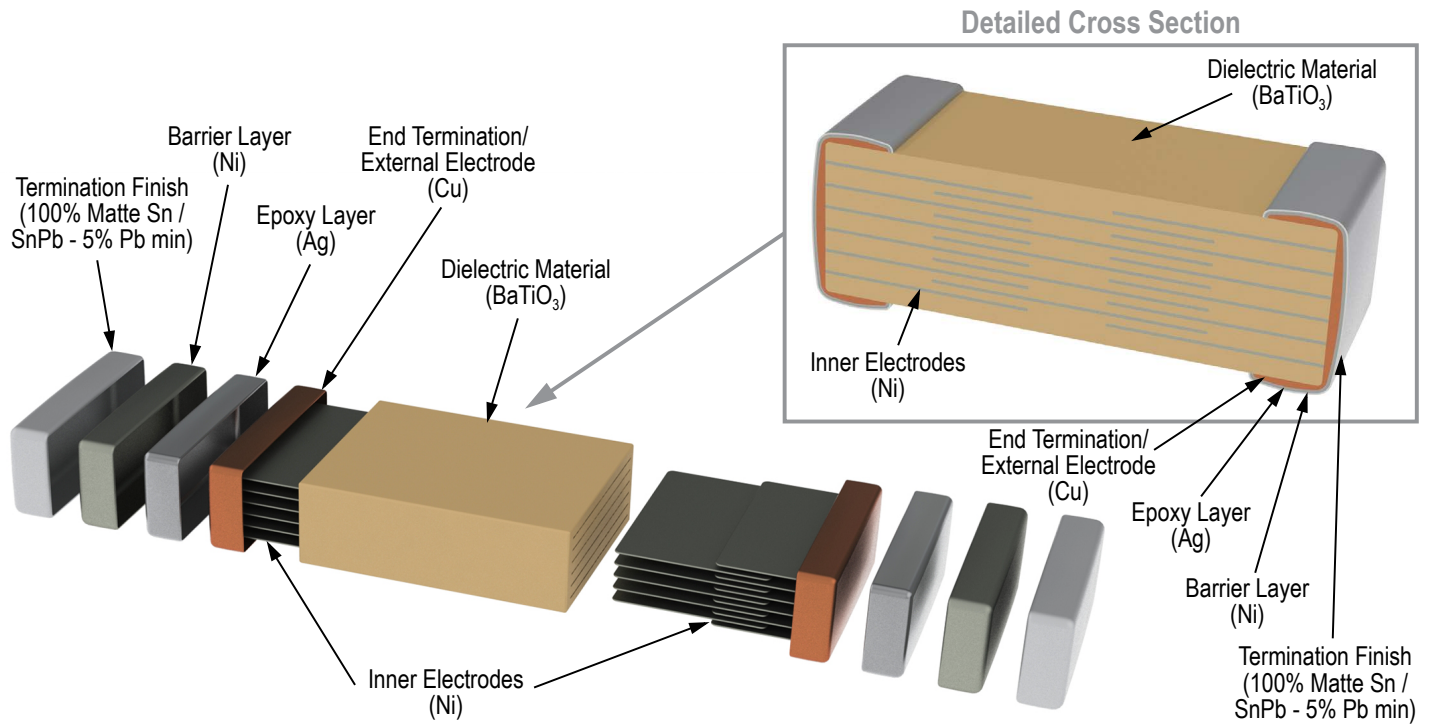 Detailed Cross Section
Dielectric Material
(BaTiO₃)
Inner Electrodes
(Ni)
End Termination/
External Electrode
(Cu)
Epoxy Layer
(Ag)
Barrier Layer
(Ni)
Termination Finish
(100% Matte Sn /
SnPb - 5% Pb min)
Termination Finish
(100% Matte Sn /
SnPb - 5% Pb min)
Barrier Layer
(Ni)
Epoxy Layer
(Ag)
End Termination/
External Electrode
(Cu)
Dielectric Material
(BaTiO₃)
Inner Electrodes
(Ni)